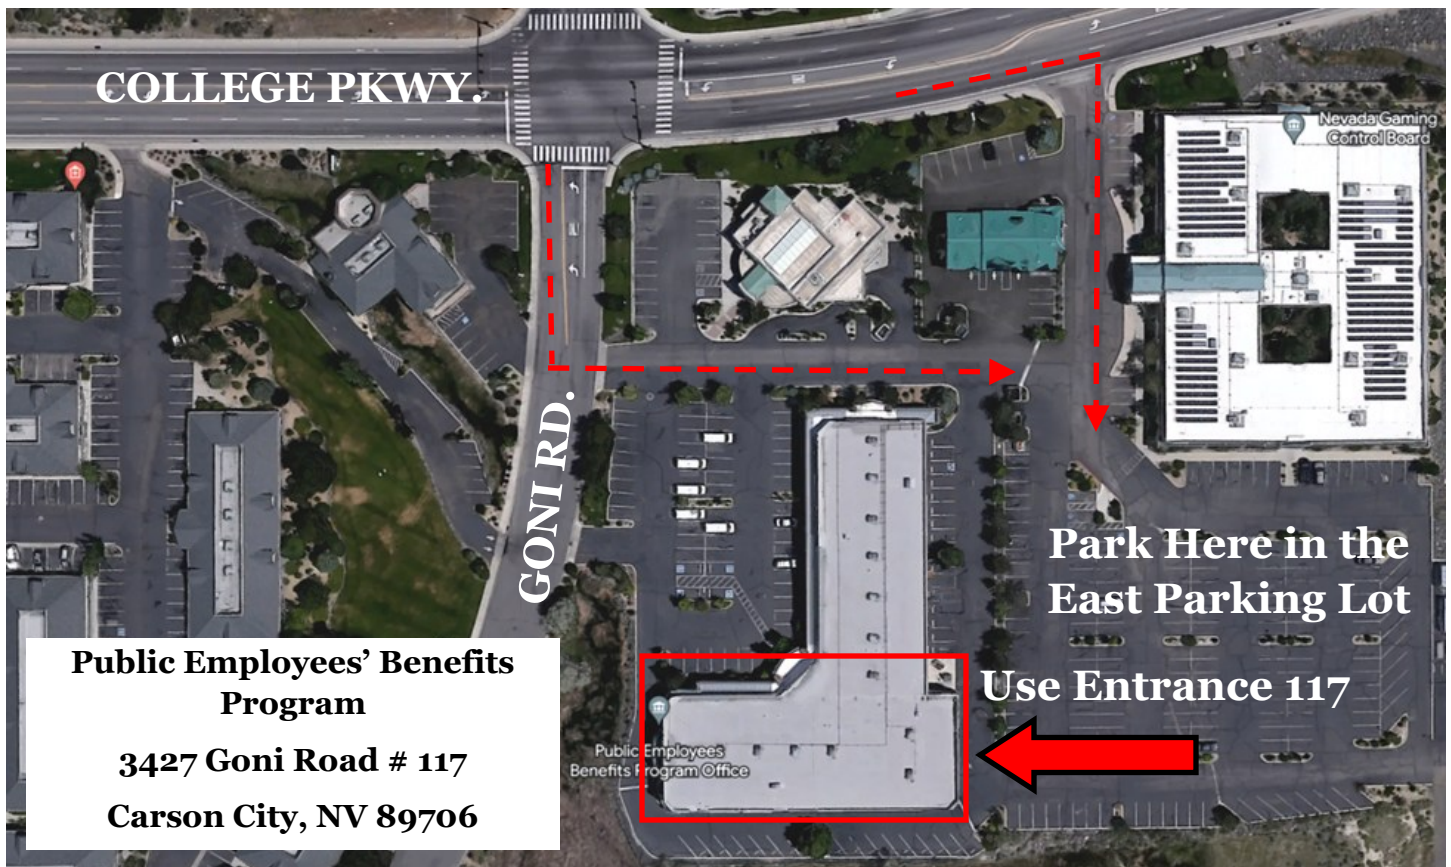 COLLEGE PKWY.
Nevada Gaming
Control Board
GONI RD.
Park Here in the
East Parking Lot
Use Entrance 117
Public Employees
Benefits Program Office
Public Employees’ Benefits
Program
3427 Goni Road # 117
Carson City, NV 89706